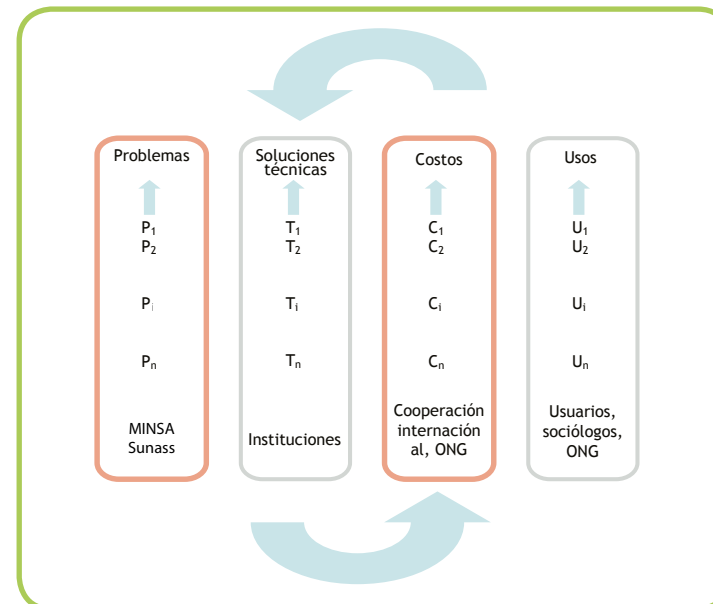 Problemas
P₁
P₂
Pᵢ
Pₙ
MINSA
Sunass
Soluciones
técnicas
T₁
T₂
Tᵢ
Tₙ
Instituciones
Costos
C₁
C₂
Cᵢ
Cₙ
Cooperación
internación
al, ONG
Usos
U₁
U₂
Uᵢ
Uₙ
Usuarios,
sociólogos,
ONG